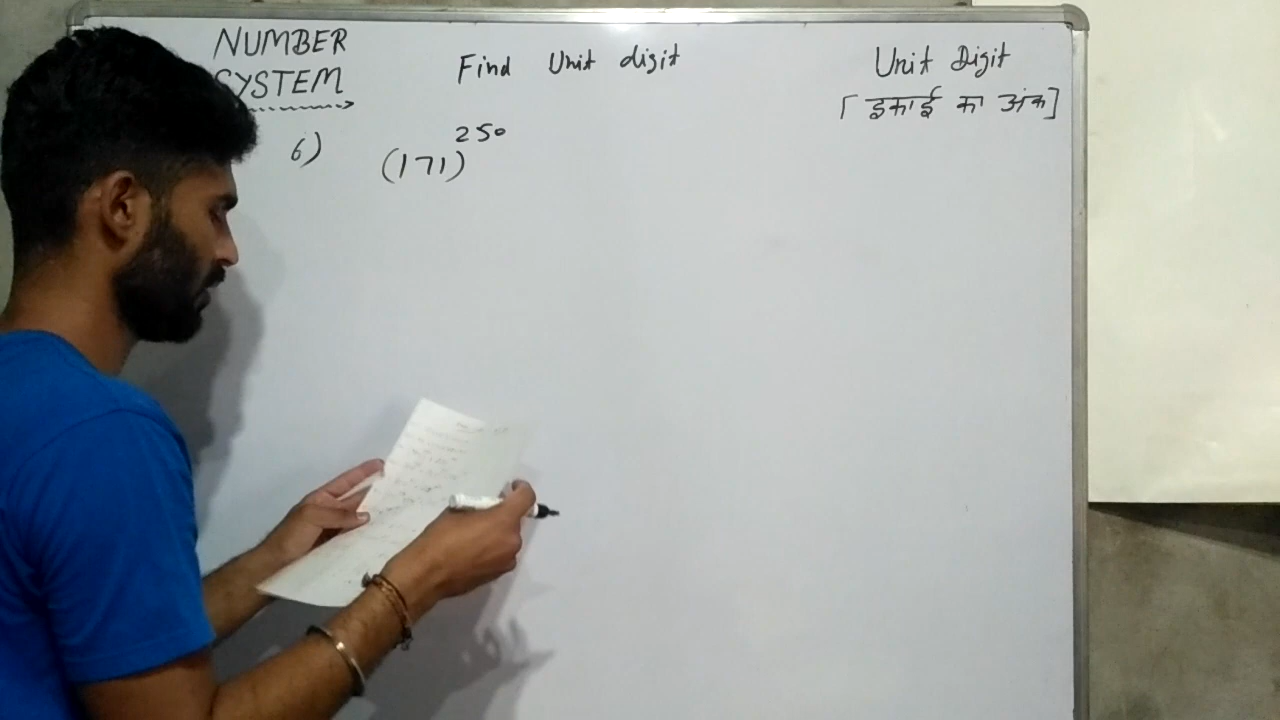 NUMBER
SYSTEM
Find Unit digit
Unit Digit
[इकाई का अंक]
6) (171)²⁵⁰